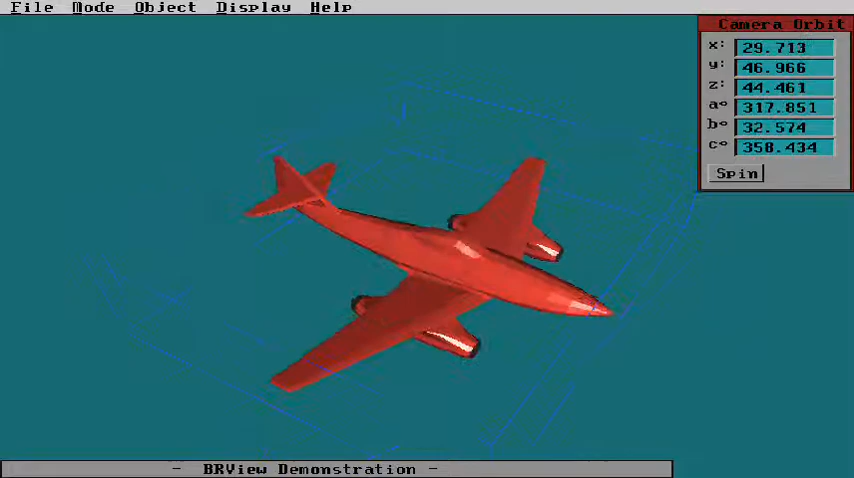 File Mode Object Display Help
Camera Orbit
x: 29.713
y: 46.966
z: 44.461
a° 317.851
b° 32.574
c° 358.434
Spin
- BRView Demonstration -